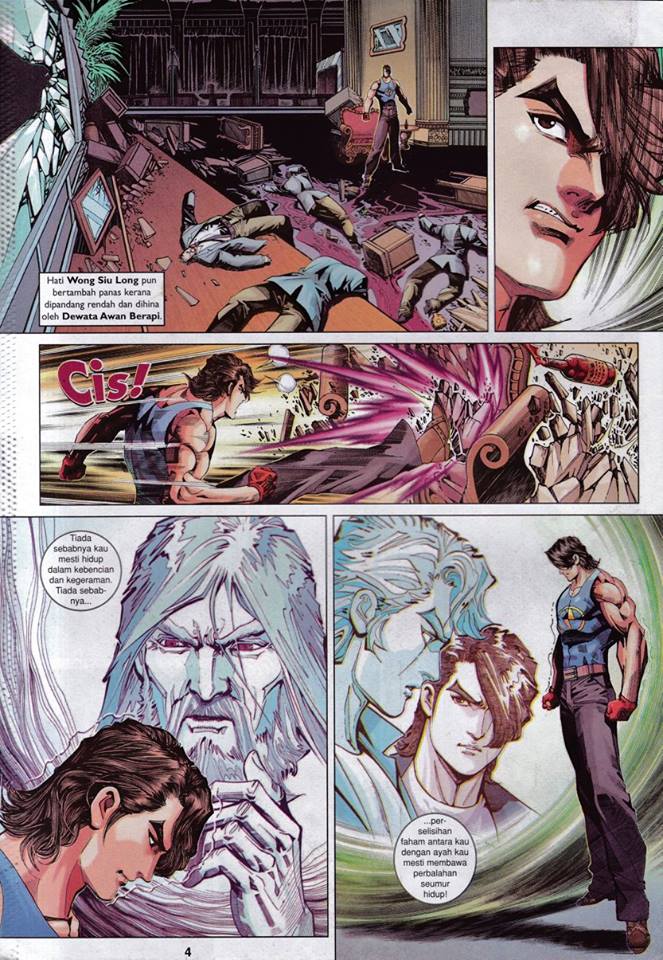 Hati Wong Siu Long pun
bertambah panas kerana
dipandang rendah dan dihina
oleh Dewata Awan Berapi.
Cis!
Tiada
sebabnya kau
mesti hidup
dalam kebencian
dan kegeraman.
Tiada sebab-
nya...
...per-
selisihan
faham antara kau
dengan ayah kau
mesti membawa
perbalahan
seumur
hidup!
4